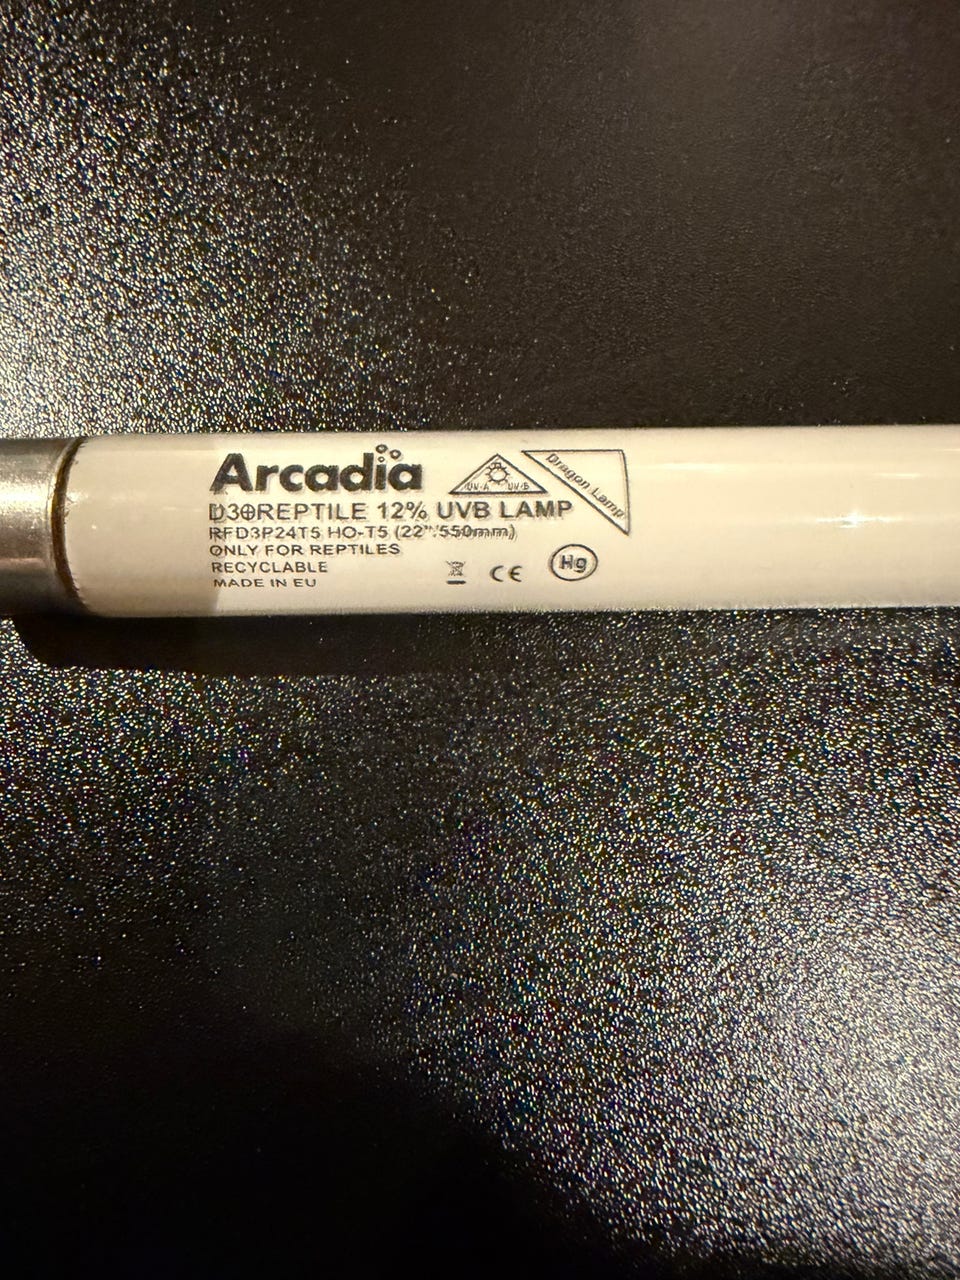 Arcadia
UV-A UV-B
Dragon Lamp
D3⊕REPTILE 12% UVB LAMP
RFD3P24T5 HO-T5 (22"/550mm)
ONLY FOR REPTILES
RECYCLABLE
MADE IN EU
CE
Hg